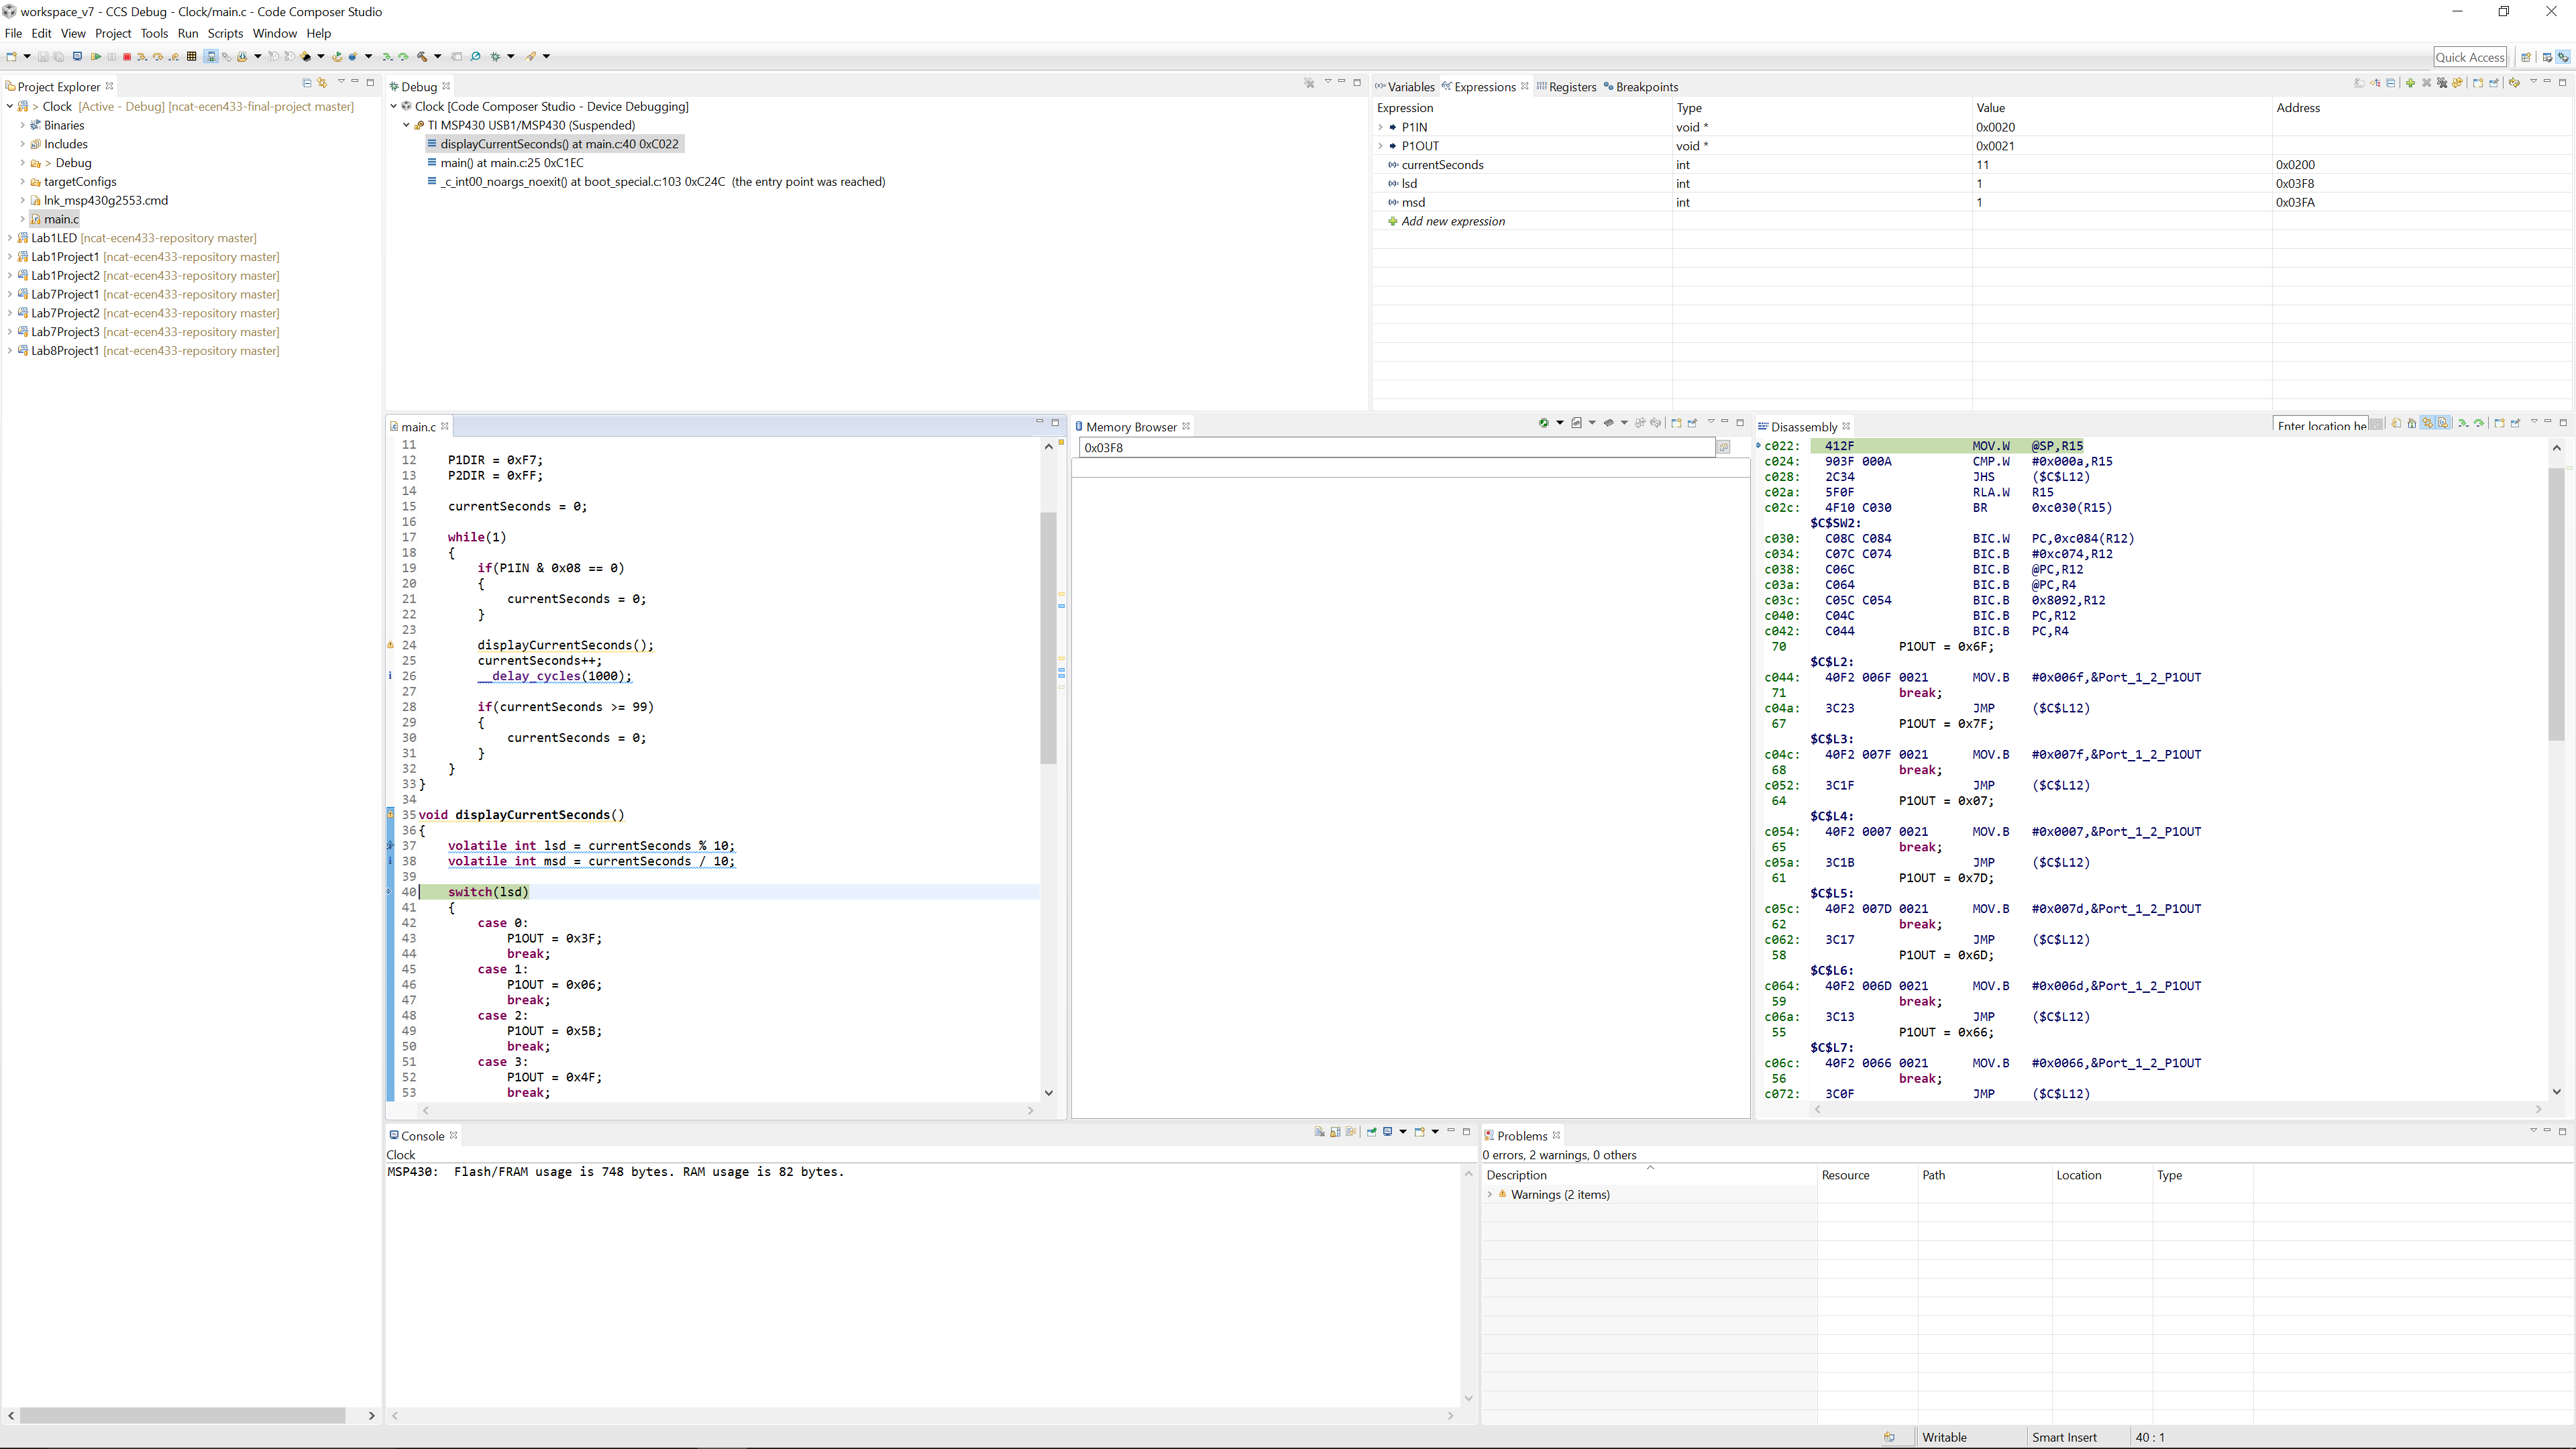 workspace_v7 - CCS Debug - Clock/main.c - Code Composer Studio
File Edit View Project Tools Run Scripts Window Help
Quick Access
Project Explorer
> Clock [Active - Debug] [ncat-ecen433-final-project master]
Binaries
Includes
> Debug
targetConfigs
lnk_msp430g2553.cmd
main.c
Lab1LED [ncat-ecen433-repository master]
Lab1Project1 [ncat-ecen433-repository master]
Lab1Project2 [ncat-ecen433-repository master]
Lab7Project1 [ncat-ecen433-repository master]
Lab7Project2 [ncat-ecen433-repository master]
Lab7Project3 [ncat-ecen433-repository master]
Lab8Project1 [ncat-ecen433-repository master]
Debug
Clock [Code Composer Studio - Device Debugging]
TI MSP430 USB1/MSP430 (Suspended)
displayCurrentSeconds() at main.c:40 0xC022
main() at main.c:25 0xC1EC
_c_int00_noargs_noexit() at boot_special.c:103 0xC24C (the entry point was reached)
Variables Expressions Registers Breakpoints
Expression Type Value Address
P1IN void * 0x0020
P1OUT void * 0x0021
currentSeconds int 11 0x0200
lsd int 1 0x03F8
msd int 1 0x03FA
Add new expression
main.c
11
12 P1DIR = 0xF7;
13 P2DIR = 0xFF;
14
15 currentSeconds = 0;
16
17 while(1)
18 {
19 if(P1IN & 0x08 == 0)
20 {
21 currentSeconds = 0;
22 }
23
24 displayCurrentSeconds();
25 currentSeconds++;
26 __delay_cycles(1000);
27
28 if(currentSeconds >= 99)
29 {
30 currentSeconds = 0;
31 }
32 }
33 }
34
35 void displayCurrentSeconds()
36 {
37 volatile int lsd = currentSeconds % 10;
38 volatile int msd = currentSeconds / 10;
39
40 switch(lsd)
41 {
42 case 0:
43 P1OUT = 0x3F;
44 break;
45 case 1:
46 P1OUT = 0x06;
47 break;
48 case 2:
49 P1OUT = 0x5B;
50 break;
51 case 3:
52 P1OUT = 0x4F;
53 break;
Memory Browser
0x03F8
Disassembly
Enter location he
c022: 412F MOV.W @SP,R15
c024: 903F 000A CMP.W #0x000a,R15
c028: 2C34 JHS ($C$L12)
c02a: 5F0F RLA.W R15
c02c: 4F10 C030 BR 0xc030(R15)
$C$SW2:
c030: C08C C084 BIC.W PC,0xc084(R12)
c034: C07C C074 BIC.B #0xc074,R12
c038: C06C BIC.B @PC,R12
c03a: C064 BIC.B @PC,R4
c03c: C05C C054 BIC.B 0x8092,R12
c040: C04C BIC.B PC,R12
c042: C044 BIC.B PC,R4
70 P1OUT = 0x6F;
$C$L2:
c044: 40F2 006F 0021 MOV.B #0x006f,&Port_1_2_P1OUT
71 break;
c04a: 3C23 JMP ($C$L12)
67 P1OUT = 0x7F;
$C$L3:
c04c: 40F2 007F 0021 MOV.B #0x007f,&Port_1_2_P1OUT
68 break;
c052: 3C1F JMP ($C$L12)
64 P1OUT = 0x07;
$C$L4:
c054: 40F2 0007 0021 MOV.B #0x0007,&Port_1_2_P1OUT
65 break;
c05a: 3C1B JMP ($C$L12)
61 P1OUT = 0x7D;
$C$L5:
c05c: 40F2 007D 0021 MOV.B #0x007d,&Port_1_2_P1OUT
62 break;
c062: 3C17 JMP ($C$L12)
58 P1OUT = 0x6D;
$C$L6:
c064: 40F2 006D 0021 MOV.B #0x006d,&Port_1_2_P1OUT
59 break;
c06a: 3C13 JMP ($C$L12)
55 P1OUT = 0x66;
$C$L7:
c06c: 40F2 0066 0021 MOV.B #0x0066,&Port_1_2_P1OUT
56 break;
c072: 3C0F JMP ($C$L12)
Console
Clock
MSP430: Flash/FRAM usage is 748 bytes. RAM usage is 82 bytes.
Problems
0 errors, 2 warnings, 0 others
Description Resource Path Location Type
Warnings (2 items)
Writable Smart Insert 40 : 1